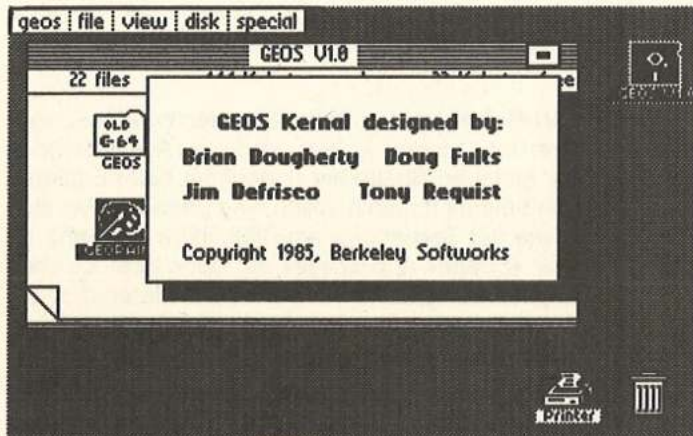 geos file view disk special
GEOS V1.0
22 files
GEOS Kernal designed by:
Brian Dougherty Doug Fults
Jim Defrisco Tony Requist
Copyright 1985, Berkeley Softworks
OLD
C-64
GEOS
Printer